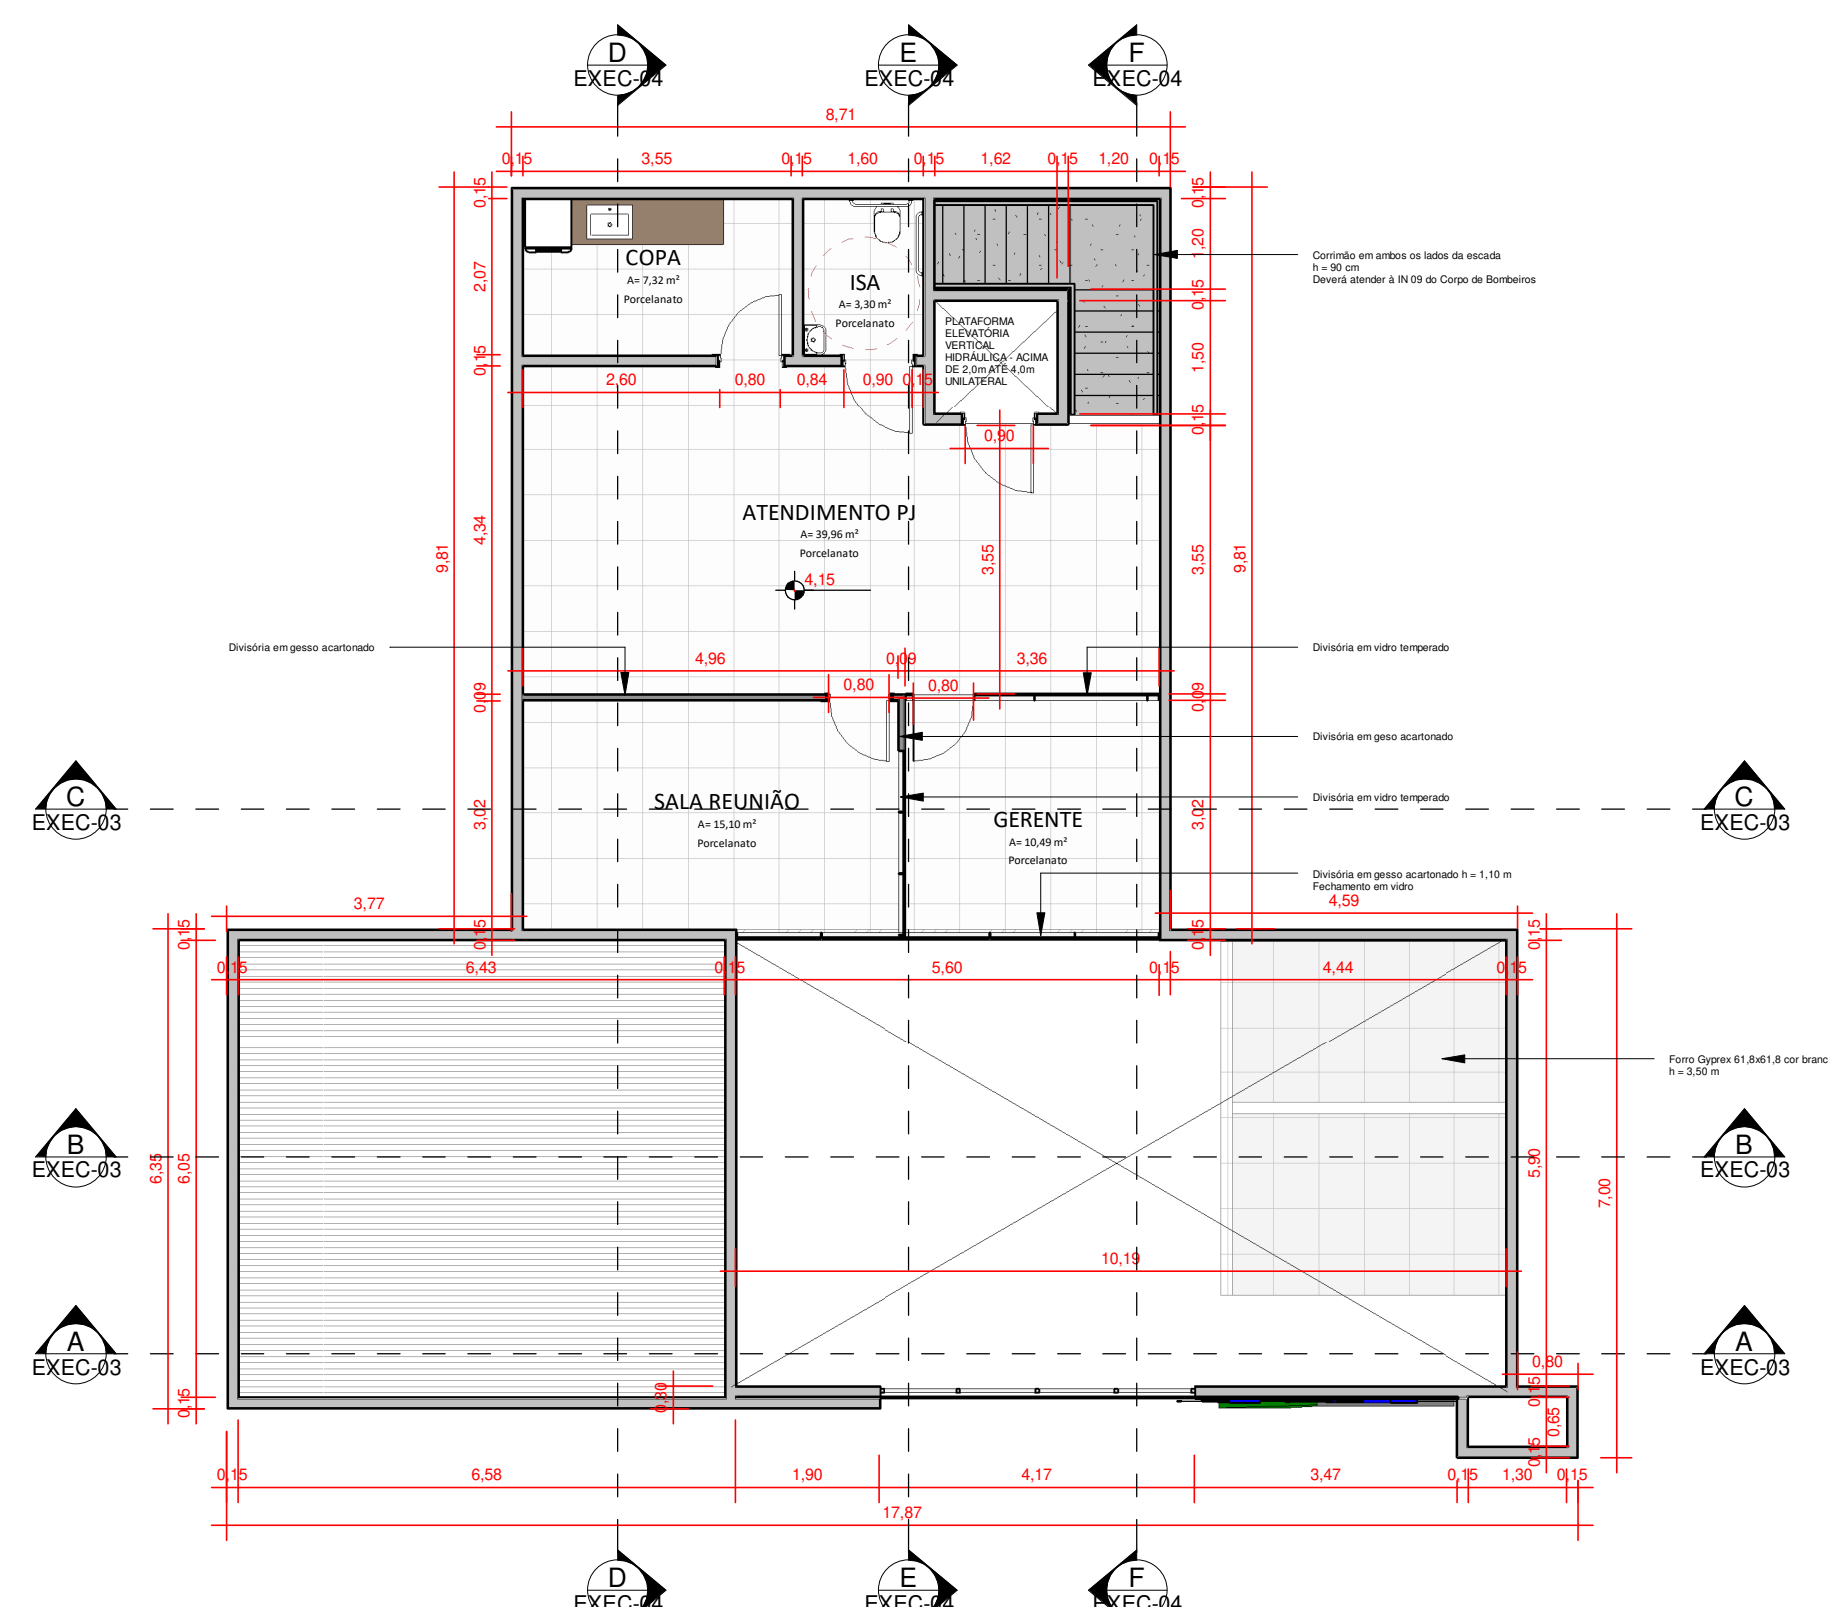 D
EXEC-04
E
EXEC-04
F
EXEC-04
8,71
0,15
3,55
0,15
1,60
0,15
1,62
0,15
1,20
0,15
0,15
2,07
0,15
4,34
9,81
0,09
3,02
0,15
COPA
A= 7,32 m²
Porcelanato
ISA
A= 3,30 m²
Porcelanato
PLATAFORMA
ELEVATÓRIA
VERTICAL
HIDRÁULICA - ACIMA
DE 2,0m ATÉ 4,0m
UNILATERAL
0,15
1,20
0,15
1,50
0,15
3,55
9,81
0,09
3,02
0,15
Corrimão em ambos os lados da escada
h = 90 cm
Deverá atender à IN 09 do Corpo de Bombeiros
2,60
0,80
0,84
0,90
0,15
0,90
ATENDIMENTO PJ
A= 39,96 m²
Porcelanato
4,15
3,55
Divisória em gesso acartonado
Divisória em vidro temperado
4,96
0,09
3,36
0,80
0,80
Divisória em geso acartonado
Divisória em vidro temperado
C
EXEC-03
C
EXEC-03
SALA REUNIÃO
A= 15,10 m²
Porcelanato
GERENTE
A= 10,49 m²
Porcelanato
Divisória em gesso acartonado h = 1,10 m
Fechamento em vidro
3,77
4,59
0,15
0,15
0,15
6,43
0,15
5,60
0,15
4,44
0,15
Forro Gyprex 61,8x61,8 cor branc
h = 3,50 m
B
EXEC-03
B
EXEC-03
6,35
6,05
5,90
7,00
10,19
A
EXEC-03
A
EXEC-03
0,80
0,15
0,30
0,15
0,65
0,15
0,15
6,58
1,90
4,17
3,47
0,15
1,30
0,15
17,87
D
EXEC-04
E
EXEC-04
F
EXEC-04